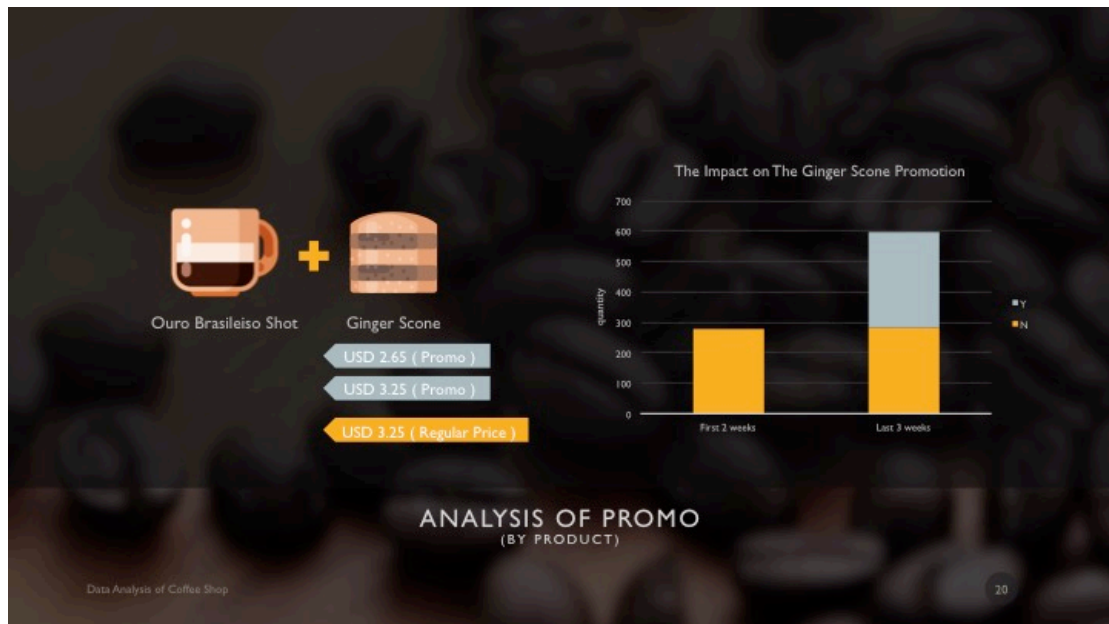 Ouro Brasileiso Shot
Ginger Scone
USD 2.65 ( Promo )
USD 3.25 ( Promo )
USD 3.25 ( Regular Price )
The Impact on The Ginger Scone Promotion
quantity
700
600
500
400
300
200
100
0
First 2 weeks
Last 3 weeks
Y
N
ANALYSIS OF PROMO
(BY PRODUCT)
Data Analysis of Coffee Shop
20